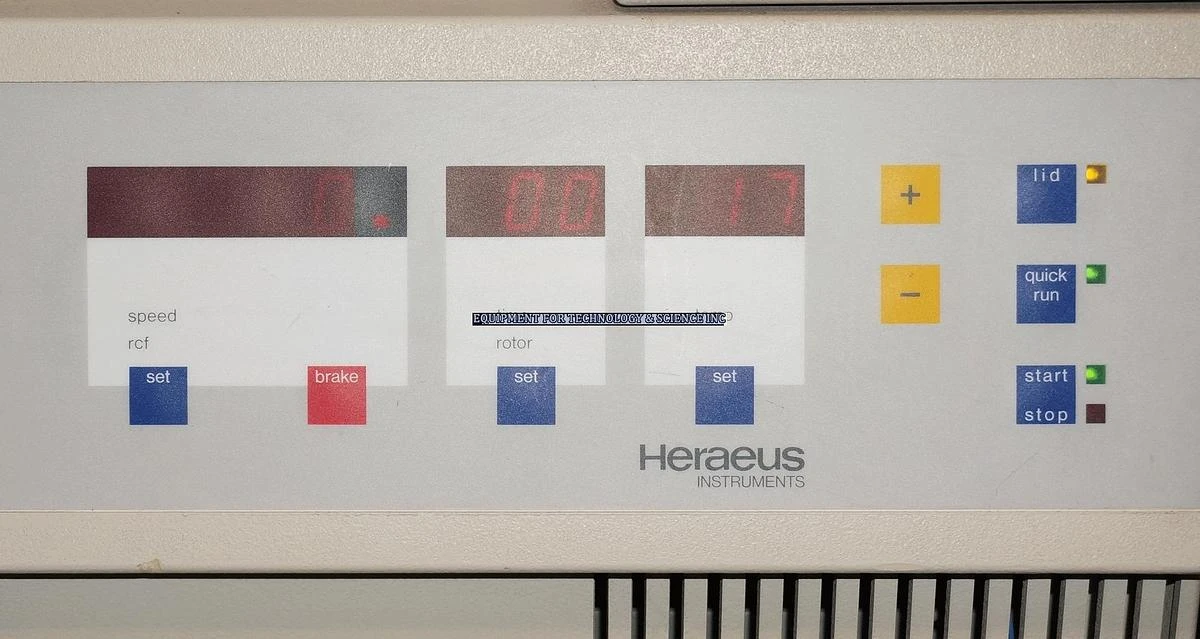 0.
00
17
+
lid
−
quick
run
speed
EQUIPMENT FOR TECHNOLOGY & SCIENCE INC
rcf
rotor
set
brake
set
set
start
stop
Heraeus
INSTRUMENTS